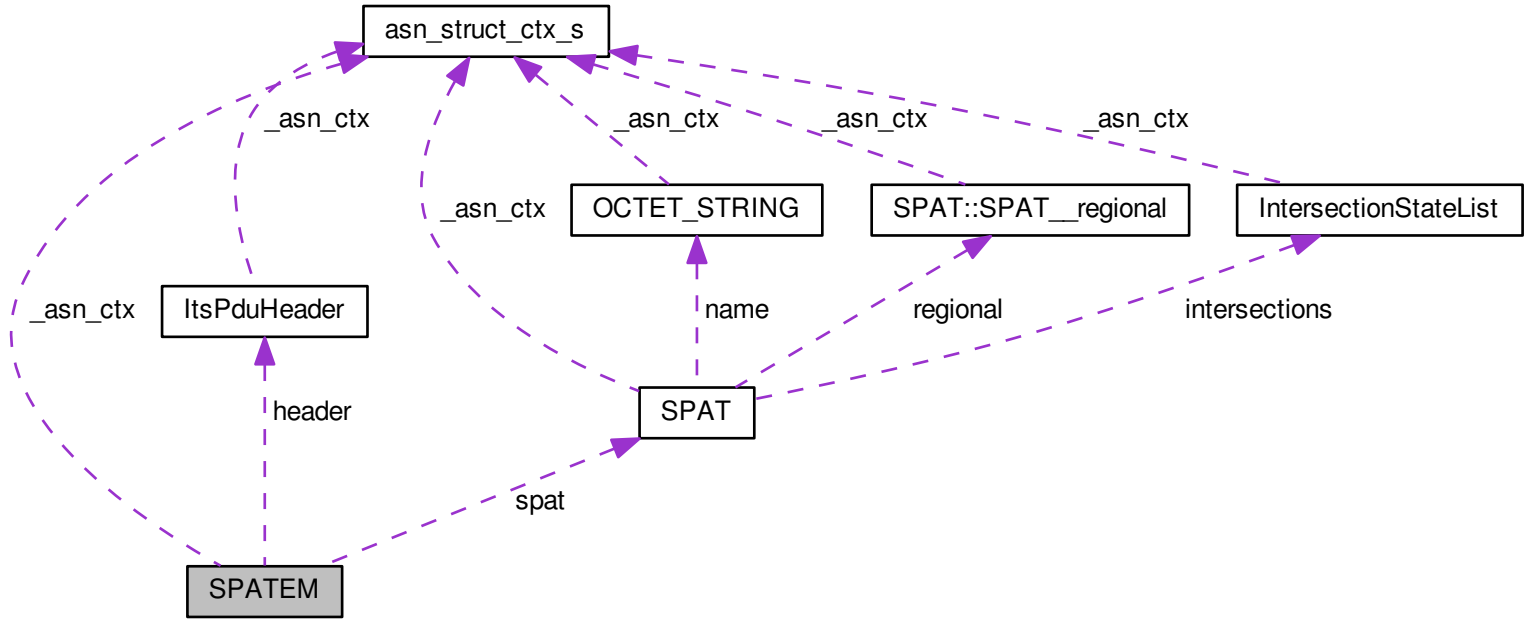 asn_struct_ctx_s
_asn_ctx
_asn_ctx
_asn_ctx
_asn_ctx
_asn_ctx
OCTET_STRING
SPAT::SPAT__regional
IntersectionStateList
_asn_ctx
ItsPduHeader
name
regional
intersections
header
SPAT
spat
SPATEM